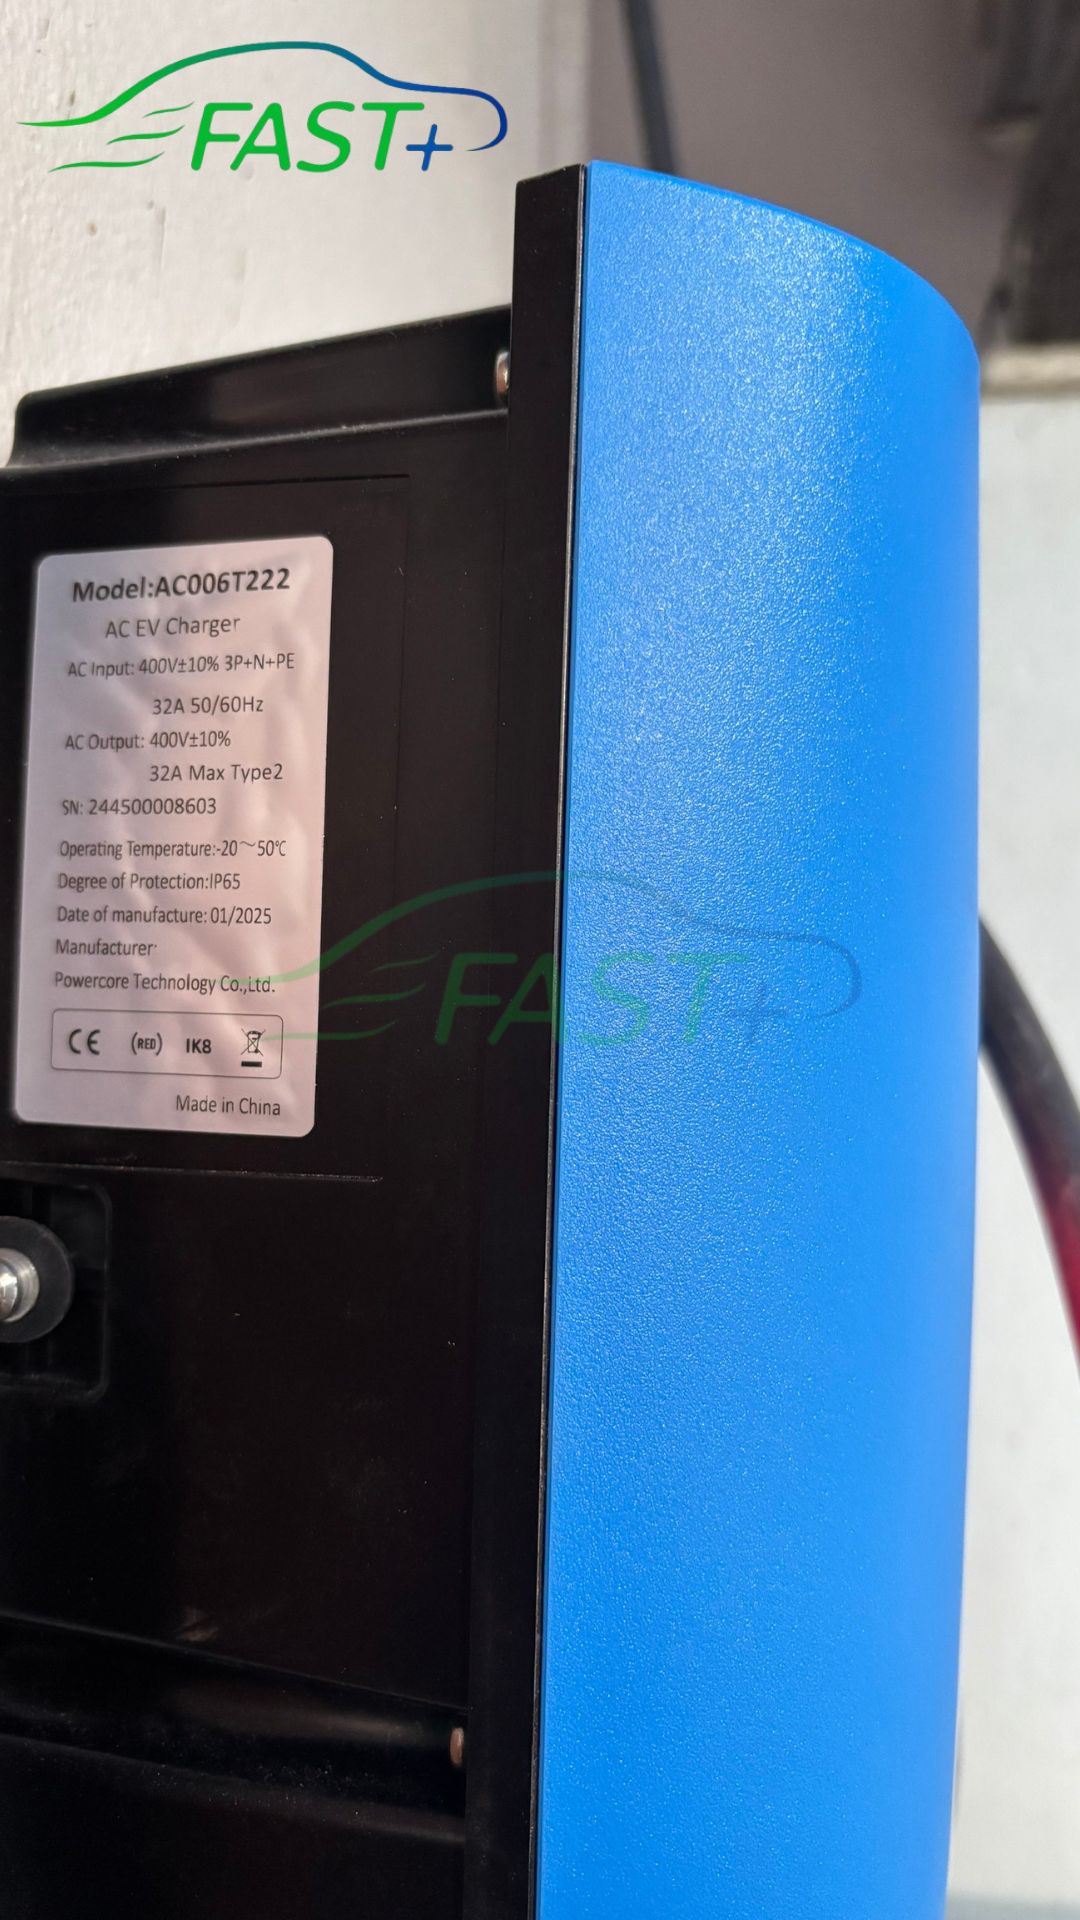 FAST+
Model:AC006T222
AC EV Charger
AC Input: 400V±10% 3P+N+PE
32A 50/60Hz
AC Output: 400V±10%
32A Max Type2
SN: 244500008603
Operating Temperature:-20~50℃
Degree of Protection:IP65
Date of manufacture: 01/2025
Manufacturer:
Powercore Technology Co.,Ltd.
CE (RED) IK8
Made in China
FAST+